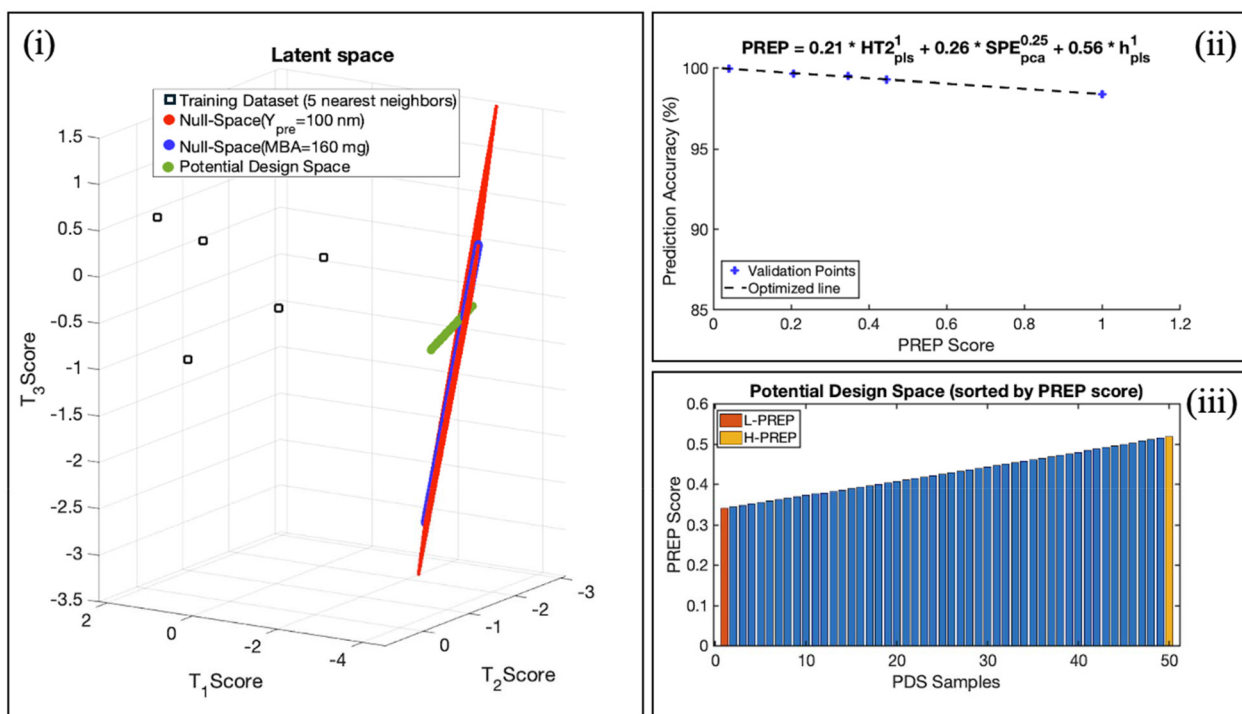 (i)
Latent space
Training Dataset (5 nearest neighbors)
Null-Space(Y_pre=100 nm)
Null-Space(MBA=160 mg)
Potential Design Space
1.5
1
0.5
0
-0.5
-1
-1.5
-2
-2.5
-3
-3.5
T_3Score
2
0
-2
-4
T_1Score
0
-1
-2
-3
T_2Score
(ii)
PREP = 0.21 * HT2^1_pls + 0.26 * SPE^0.25_pca + 0.56 * h^1_pls
100
95
90
85
Prediction Accuracy (%)
Validation Points
Optimized line
0 0.2 0.4 0.6 0.8 1 1.2
PREP Score
(iii)
Potential Design Space (sorted by PREP score)
L-PREP
H-PREP
0.6
0.5
0.4
0.3
0.2
0.1
0
PREP Score
0 10 20 30 40 50
PDS Samples